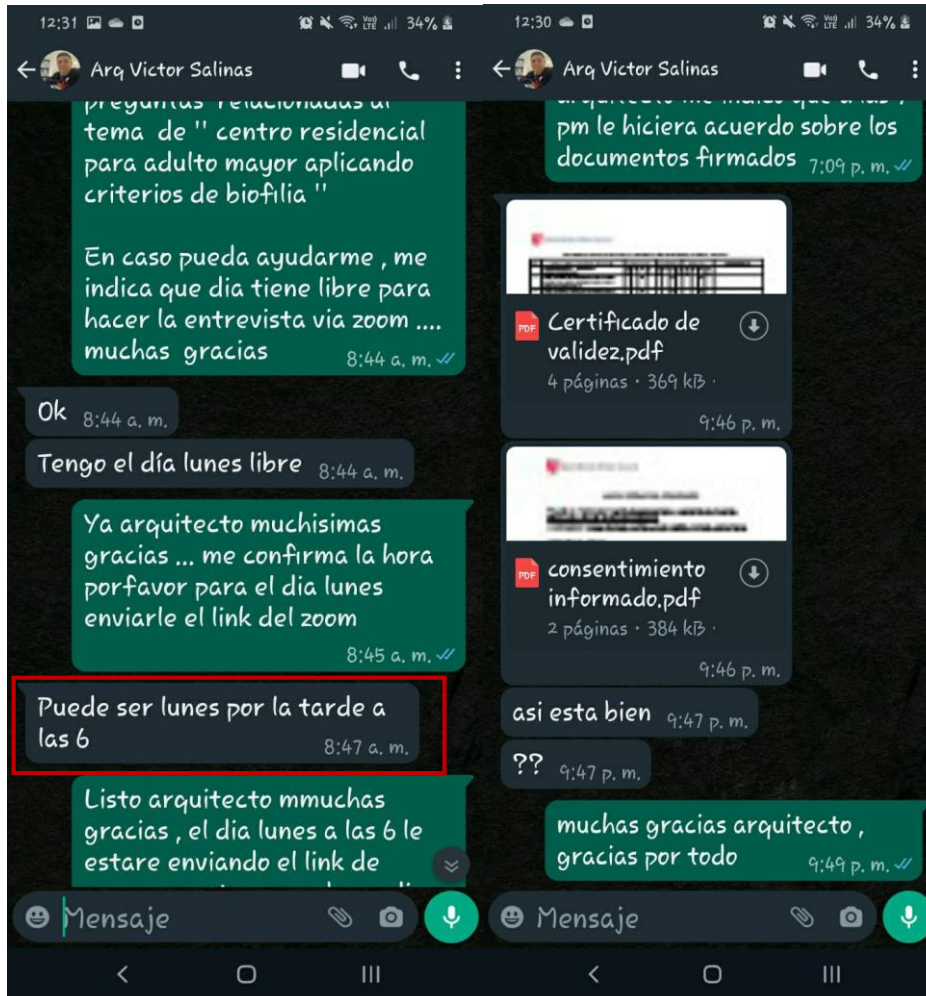 12:31
34%
Arq Victor Salinas
preguntas relacionadas al
tema de " centro residencial
para adulto mayor aplicando
criterios de biofilia "
En caso pueda ayudarme , me
indica que dia tiene libre para
hacer la entrevista via zoom ....
muchas gracias
8:44 a. m.
Ok
8:44 a. m.
Tengo el día lunes libre
8:44 a. m.
Ya arquitecto muchisimas
gracias ... me confirma la hora
porfavor para el dia lunes
enviarle el link del zoom
8:45 a. m.
Puede ser lunes por la tarde a
las 6
8:47 a. m.
Listo arquitecto mmuchas
gracias , el dia lunes a las 6 le
estare enviando el link de
Mensaje
12:30
34%
Arq Victor Salinas
pm le hiciera acuerdo sobre los
documentos firmados
7:09 p. m.
PDF
Certificado de
validez.pdf
4 páginas · 369 kB ·
9:46 p. m.
PDF
consentimiento
informado.pdf
2 páginas · 384 kB ·
9:46 p. m.
asi esta bien
9:47 p. m.
??
9:47 p. m.
muchas gracias arquitecto ,
gracias por todo
9:49 p. m.
Mensaje